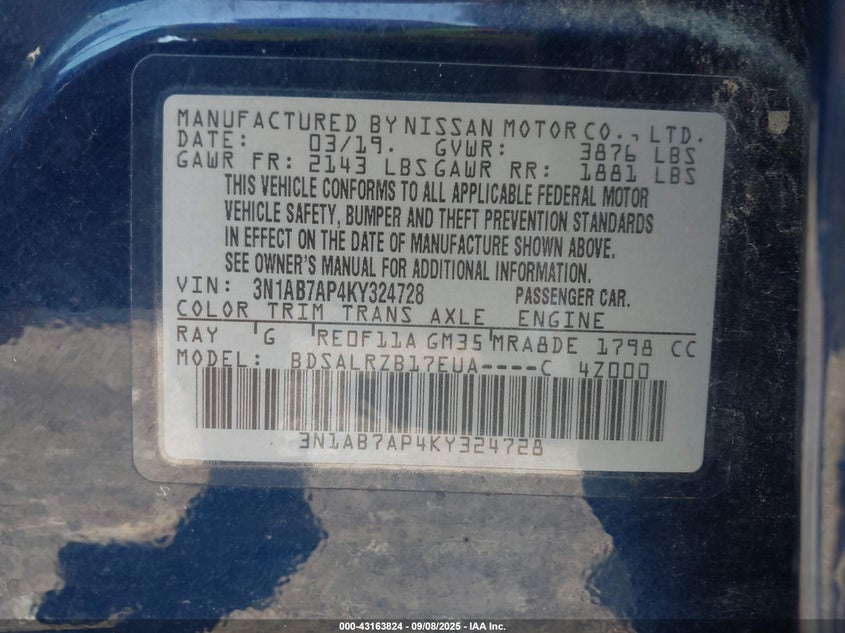 MANUFACTURED BY NISSAN MOTOR CO., LTD.
DATE: 03/19. GVWR: 3876 LBS
GAWR FR: 2143 LBS GAWR RR: 1881 LBS
THIS VEHICLE CONFORMS TO ALL APPLICABLE FEDERAL MOTOR
VEHICLE SAFETY, BUMPER AND THEFT PREVENTION STANDARDS
IN EFFECT ON THE DATE OF MANUFACTURE SHOWN ABOVE.
SEE OWNER'S MANUAL FOR ADDITIONAL INFORMATION.
VIN: 3N1AB7AP4KY324728 PASSENGER CAR.
COLOR TRIM TRANS AXLE ENGINE
RAY G RE0F11A GM35 MRA8DE 1798 CC
MODEL: BDSALRZB17EUA----C 4Z000
3N1AB7AP4KY324728
000-43163824 - 09/08/2025 - IAA Inc.